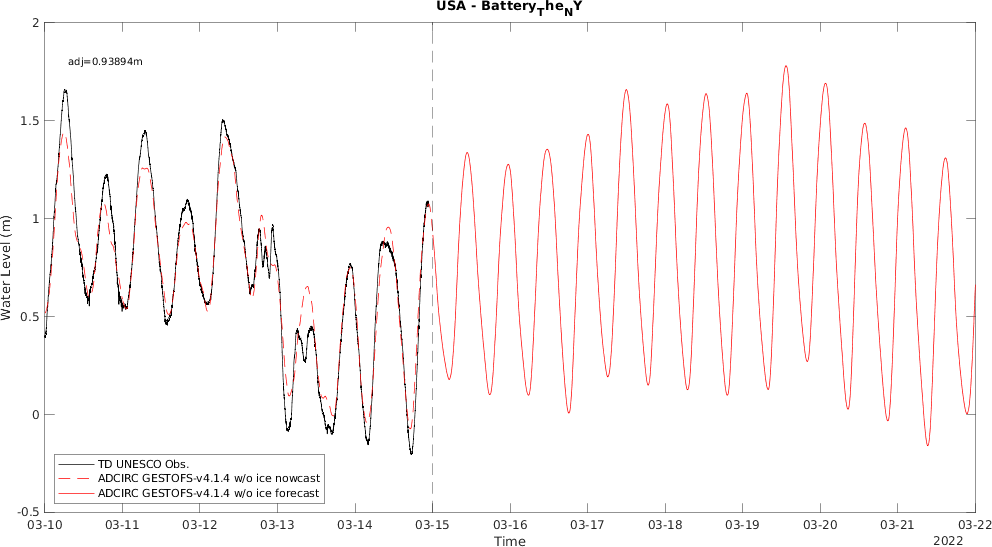 USA - Battery_The_NY
2
adj=0.93894m
1.5
1
Water Level (m)
0.5
0
TD UNESCO Obs.
ADCIRC GESTOFS-v4.1.4 w/o ice nowcast
ADCIRC GESTOFS-v4.1.4 w/o ice forecast
-0.5
03-10 03-11 03-12 03-13 03-14 03-15 03-16 03-17 03-18 03-19 03-20 03-21 03-22
Time
2022